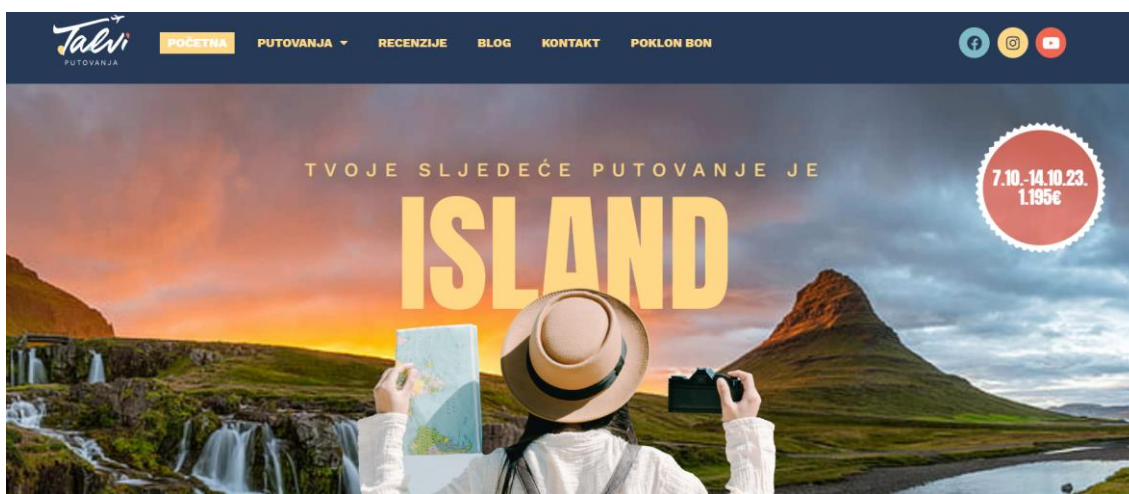 Talvi
PUTOVANJA
POČETNA
PUTOVANJA
RECENZIJE
BLOG
KONTAKT
POKLON BON
TVOJE SLJEDEĆE PUTOVANJE JE
ISLAND
7.10.-14.10.23.
1.195€